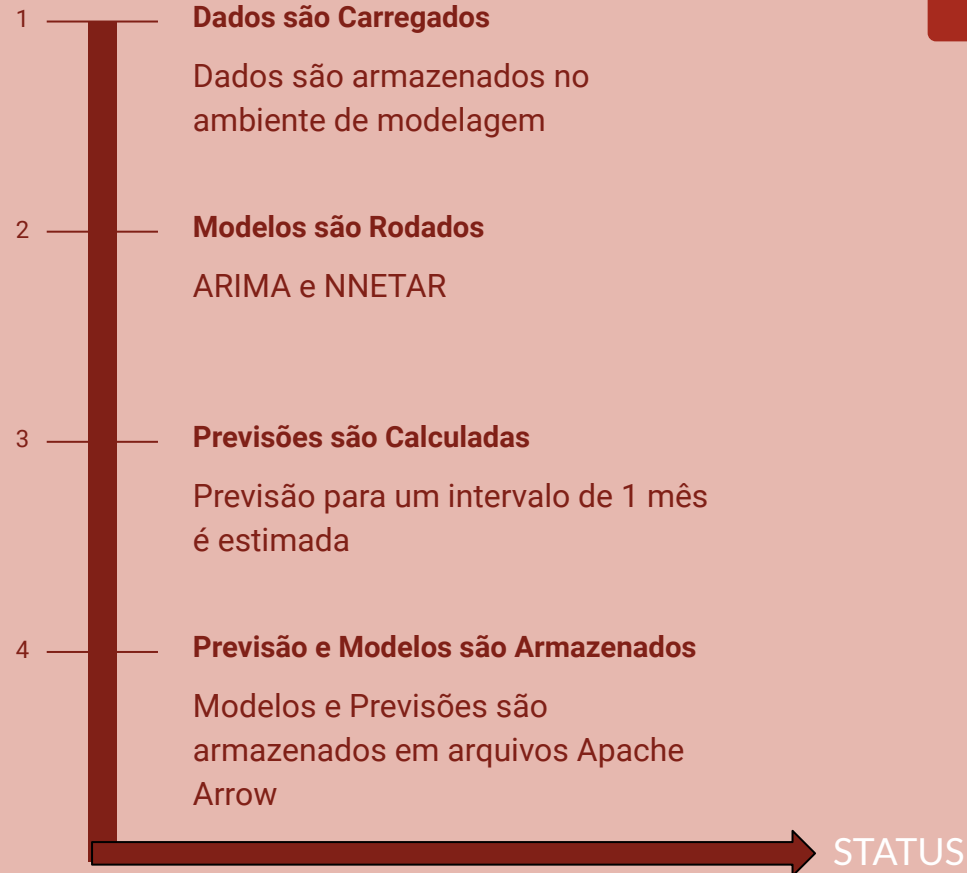 1
Dados são Carregados
Dados são armazenados no
ambiente de modelagem
2
Modelos são Rodados
ARIMA e NNETAR
3
Previsões são Calculadas
Previsão para um intervalo de 1 mês
é estimada
4
Previsão e Modelos são Armazenados
Modelos e Previsões são
armazenados em arquivos Apache
Arrow
STATUS